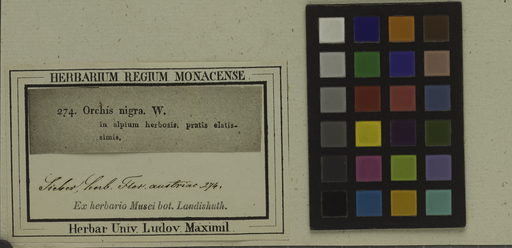 HERBARIUM REGIUM MONACENSE.
274. Orchis nigra. W.
in alpium herbosis, pratis elatis-
simis.
Sieber, herb. Flor. austriac. 274.
Ex herbario Musei bot. Landishuth.
Herbar Univ. Ludov Maximil.